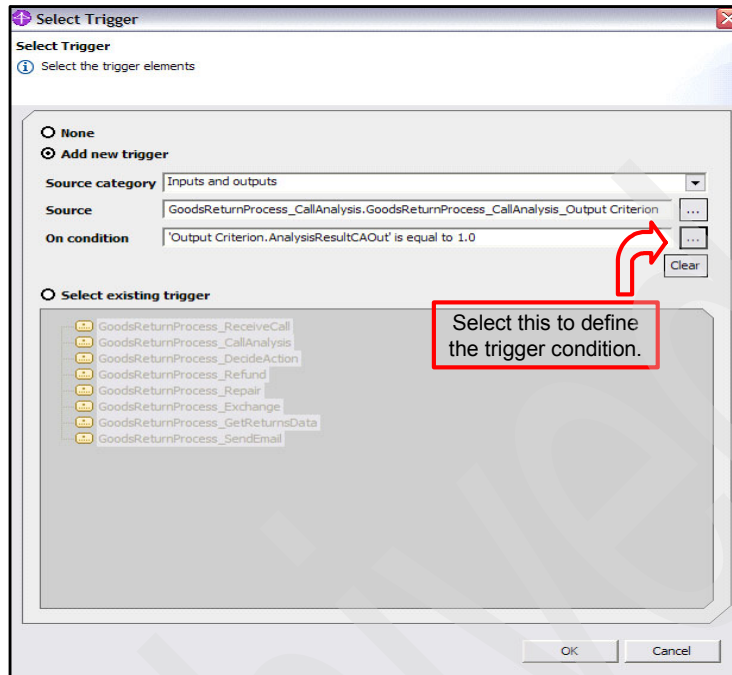 Select Trigger
Select Trigger
Select the trigger elements
None
Add new trigger
Source category Inputs and outputs
Source GoodsReturnProcess_CallAnalysis.GoodsReturnProcess_CallAnalysis_Output Criterion ...
On condition 'Output Criterion.AnalysisResultCAOut' is equal to 1.0 ...
Clear
Select existing trigger
GoodsReturnProcess_ReceiveCall
GoodsReturnProcess_CallAnalysis
GoodsReturnProcess_DecideAction
GoodsReturnProcess_Refund
GoodsReturnProcess_Repair
GoodsReturnProcess_Exchange
GoodsReturnProcess_GetReturnsData
GoodsReturnProcess_SendEmail
Select this to define
the trigger condition.
OK Cancel